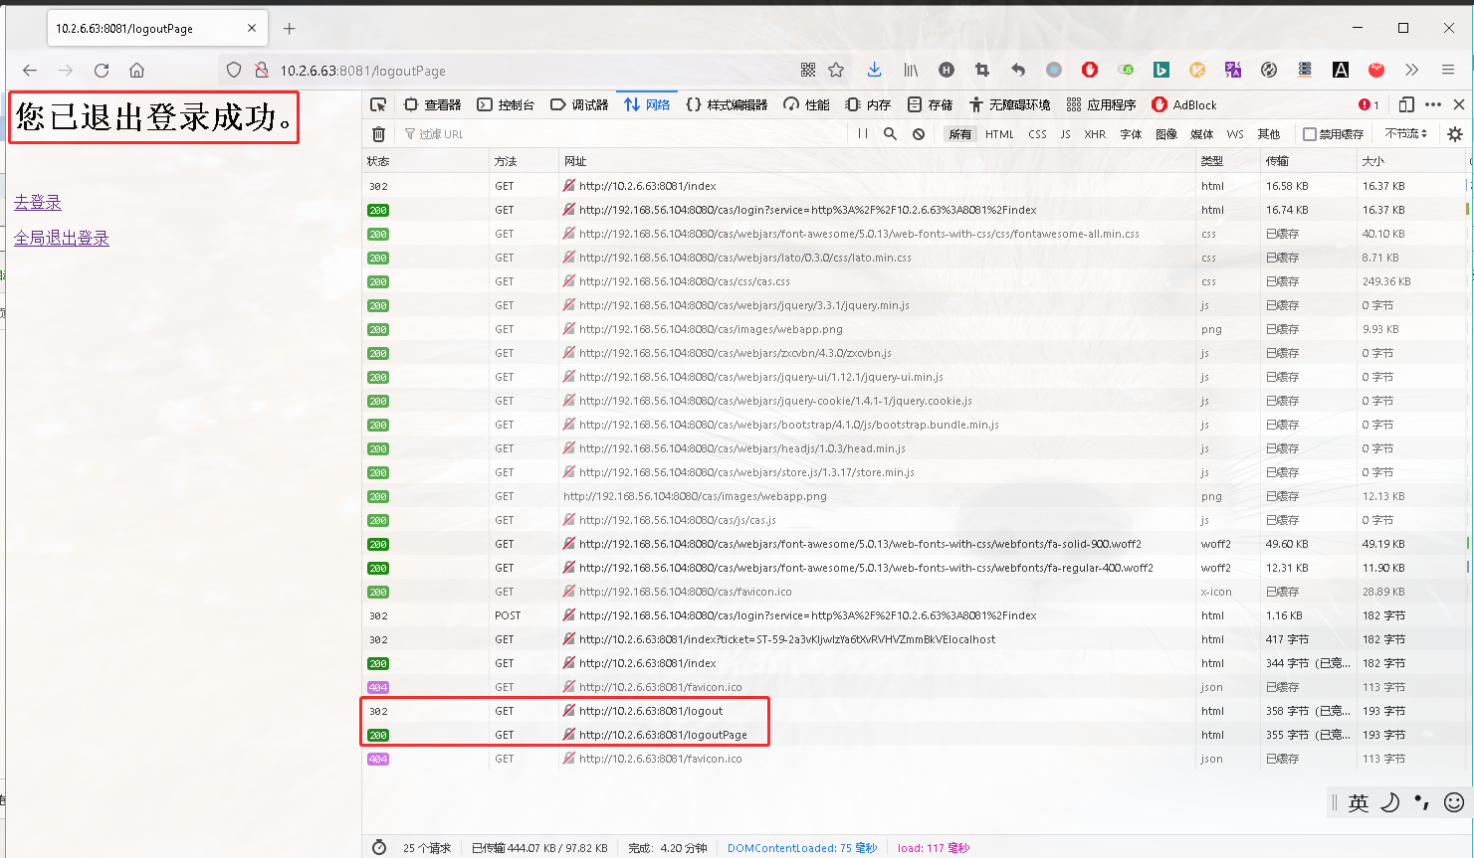 10.2.6.63:8081/logoutPage
10.2.6.63:8081/logoutPage
您已退出登录成功。
去登录
全局退出登录
查看器 控制台 调试器 网络 样式编辑器 性能 内存 存储 无障碍环境 应用程序 AdBlock 1
过滤 URL 所有 HTML CSS JS XHR 字体 图像 媒体 WS 其他 禁用缓存 不节流
状态 方法 网址 类型 传输 大小
302 GET http://10.2.6.63:8081/index html 16.58 KB 16.37 KB
200 GET http://192.168.56.104:8080/cas/login?service=http%3A%2F%2F10.2.6.63%3A8081%2Findex html 16.74 KB 16.37 KB
200 GET http://192.168.56.104:8080/cas/webjars/font-awesome/5.0.13/web-fonts-with-css/css/fontawesome-all.min.css css 已缓存 40.10 KB
200 GET http://192.168.56.104:8080/cas/webjars/lato/0.3.0/css/lato.min.css css 已缓存 8.71 KB
200 GET http://192.168.56.104:8080/cas/css/cas.css css 已缓存 249.36 KB
200 GET http://192.168.56.104:8080/cas/webjars/jquery/3.3.1/jquery.min.js js 已缓存 0 字节
200 GET http://192.168.56.104:8080/cas/images/webapp.png png 已缓存 9.93 KB
200 GET http://192.168.56.104:8080/cas/webjars/zxcvbn/4.3.0/zxcvbn.js js 已缓存 0 字节
200 GET http://192.168.56.104:8080/cas/webjars/jquery-ui/1.12.1/jquery-ui.min.js js 已缓存 0 字节
200 GET http://192.168.56.104:8080/cas/webjars/jquery-cookie/1.4.1-1/jquery.cookie.js js 已缓存 0 字节
200 GET http://192.168.56.104:8080/cas/webjars/bootstrap/4.1.0/js/bootstrap.bundle.min.js js 已缓存 0 字节
200 GET http://192.168.56.104:8080/cas/webjars/headjs/1.0.3/head.min.js js 已缓存 0 字节
200 GET http://192.168.56.104:8080/cas/webjars/store.js/1.3.17/store.min.js js 已缓存 0 字节
200 GET http://192.168.56.104:8080/cas/images/webapp.png png 已缓存 12.13 KB
200 GET http://192.168.56.104:8080/cas/js/cas.js js 已缓存 0 字节
200 GET http://192.168.56.104:8080/cas/webjars/font-awesome/5.0.13/web-fonts-with-css/webfonts/fa-solid-900.woff2 woff2 49.60 KB 49.19 KB
200 GET http://192.168.56.104:8080/cas/webjars/font-awesome/5.0.13/web-fonts-with-css/webfonts/fa-regular-400.woff2 woff2 12.31 KB 11.90 KB
200 GET http://192.168.56.104:8080/cas/favicon.ico x-icon 已缓存 28.89 KB
302 POST http://192.168.56.104:8080/cas/login?service=http%3A%2F%2F10.2.6.63%3A8081%2Findex html 1.16 KB 182 字节
302 GET http://10.2.6.63:8081/index?ticket=ST-59-2a3vKIjwIzYa6tXvRVHVZmmBkVElocalhost html 417 字节 182 字节
200 GET http://10.2.6.63:8081/index html 344 字节 (已竞... 182 字节
404 GET http://10.2.6.63:8081/favicon.ico json 已缓存 113 字节
302 GET http://10.2.6.63:8081/logout html 358 字节 (已竞... 193 字节
200 GET http://10.2.6.63:8081/logoutPage html 355 字节 (已竞... 193 字节
404 GET http://10.2.6.63:8081/favicon.ico json 已缓存 113 字节
英
25 个请求 已传输 444.07 KB / 97.82 KB 完成: 4.20 分钟 DOMContentLoaded: 75 毫秒 load: 117 毫秒